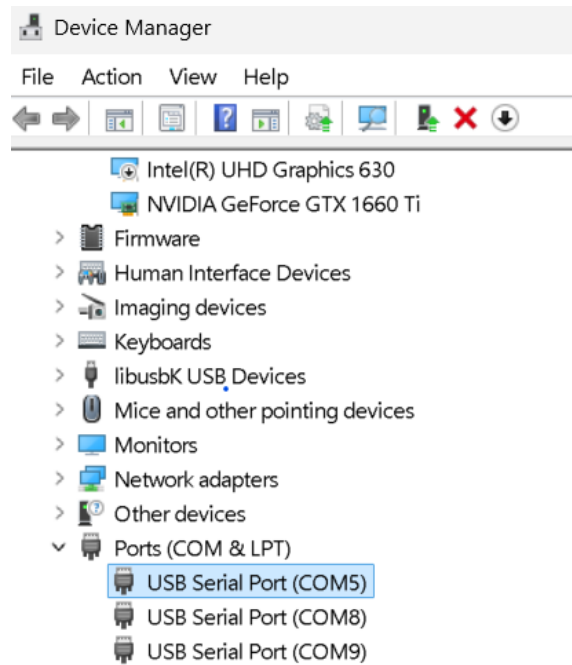 Device Manager
File Action View Help
Intel(R) UHD Graphics 630
NVIDIA GeForce GTX 1660 Ti
Firmware
Human Interface Devices
Imaging devices
Keyboards
libusbK USB Devices
Mice and other pointing devices
Monitors
Network adapters
Other devices
Ports (COM & LPT)
USB Serial Port (COM5)
USB Serial Port (COM8)
USB Serial Port (COM9)